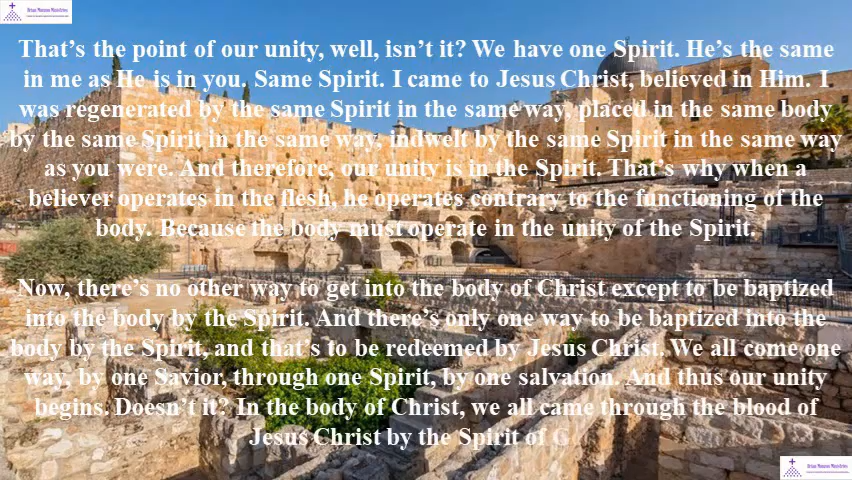 That's the point of our unity, well, isn't it? We have one Spirit. He's the same
in me as He is in you. Same Spirit. I came to Jesus Christ, believed in Him. I
was regenerated by the same Spirit in the same way, placed in the same body
by the same Spirit in the same way, indwelt by the same Spirit in the same way
as you were. And therefore, our unity is in the Spirit. That's why when a
believer operates in the flesh, he operates contrary to the functioning of the
body. Because the body must operate in the unity of the Spirit.
Now, there's no other way to get into the body of Christ except to be baptized
into the body by the Spirit. And there's only one way to be baptized into the
body by the Spirit, and that's to be redeemed by Jesus Christ. We all come one
way, by one Savior, through one Spirit, by one salvation. And thus our unity
begins. Doesn't it? In the body of Christ, we all came through the blood of
Jesus Christ by the Spirit of G